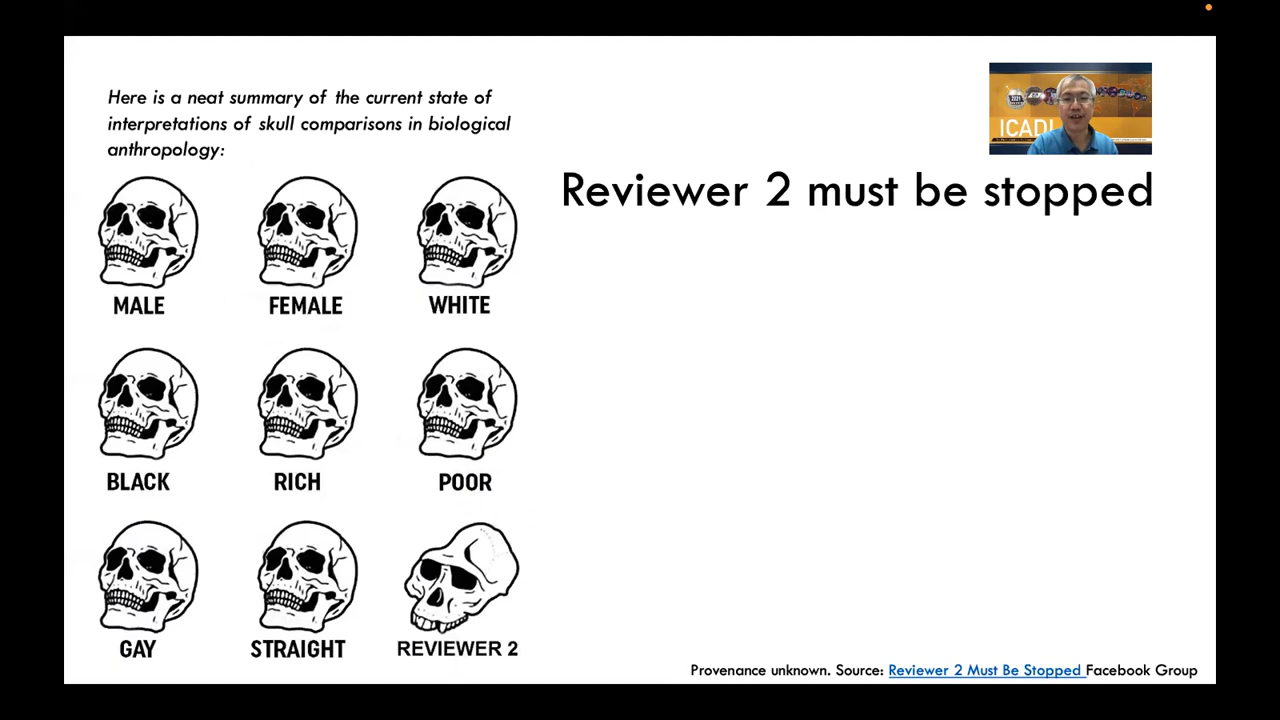 Here is a neat summary of the current state of
interpretations of skull comparisons in biological
anthropology:
ICADL
Reviewer 2 must be stopped
MALE
FEMALE
WHITE
BLACK
RICH
POOR
GAY
STRAIGHT
REVIEWER 2
Provenance unknown. Source: Reviewer 2 Must Be Stopped Facebook Group